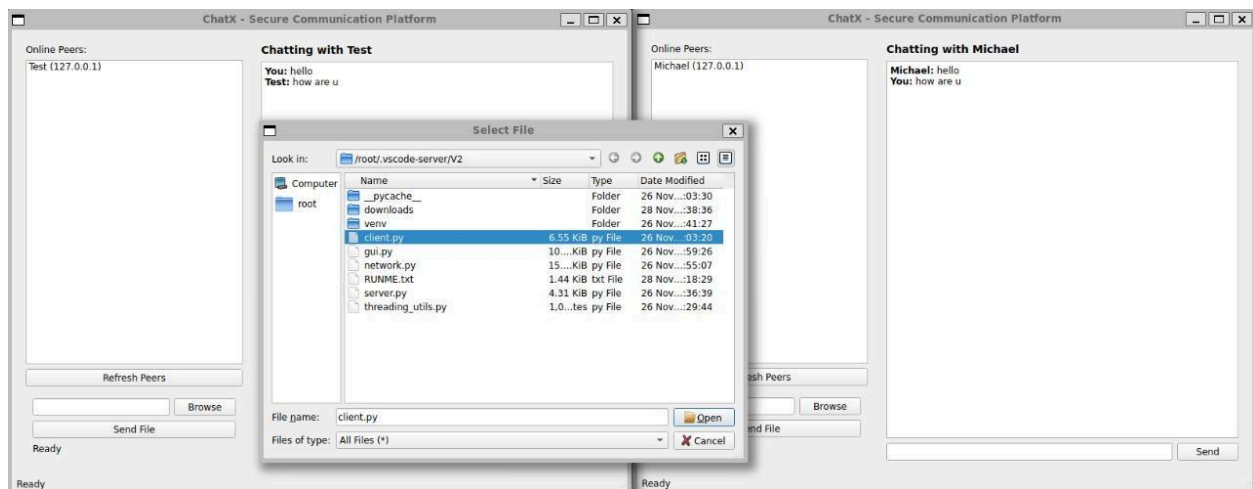 ChatX - Secure Communication Platform
Online Peers:
Test (127.0.0.1)
Chatting with Test
You: hello
Test: how are u
Refresh Peers
Browse
Send File
Ready
Ready
Select File
Look in:
/root/.vscode-server/V2
Computer
root
Name Size Type Date Modified
__pycache__ Folder 26 Nov...:03:30
downloads Folder 28 Nov...:38:36
venv Folder 26 Nov...:41:27
client.py 6.55 KiB py File 26 Nov...:03:20
gui.py 10....KiB py File 26 Nov...:59:26
network.py 15....KiB py File 26 Nov...:55:07
RUNME.txt 1.44 KiB txt File 28 Nov...:18:29
server.py 4.31 KiB py File 26 Nov...:36:39
threading_utils.py 1,0...tes py File 26 Nov...:29:44
File name: client.py
Open
Files of type: All Files (*)
Cancel
ChatX - Secure Communication Platform
Online Peers:
Michael (127.0.0.1)
Chatting with Michael
Michael: hello
You: how are u
esh Peers
Browse
end File
Send
Ready